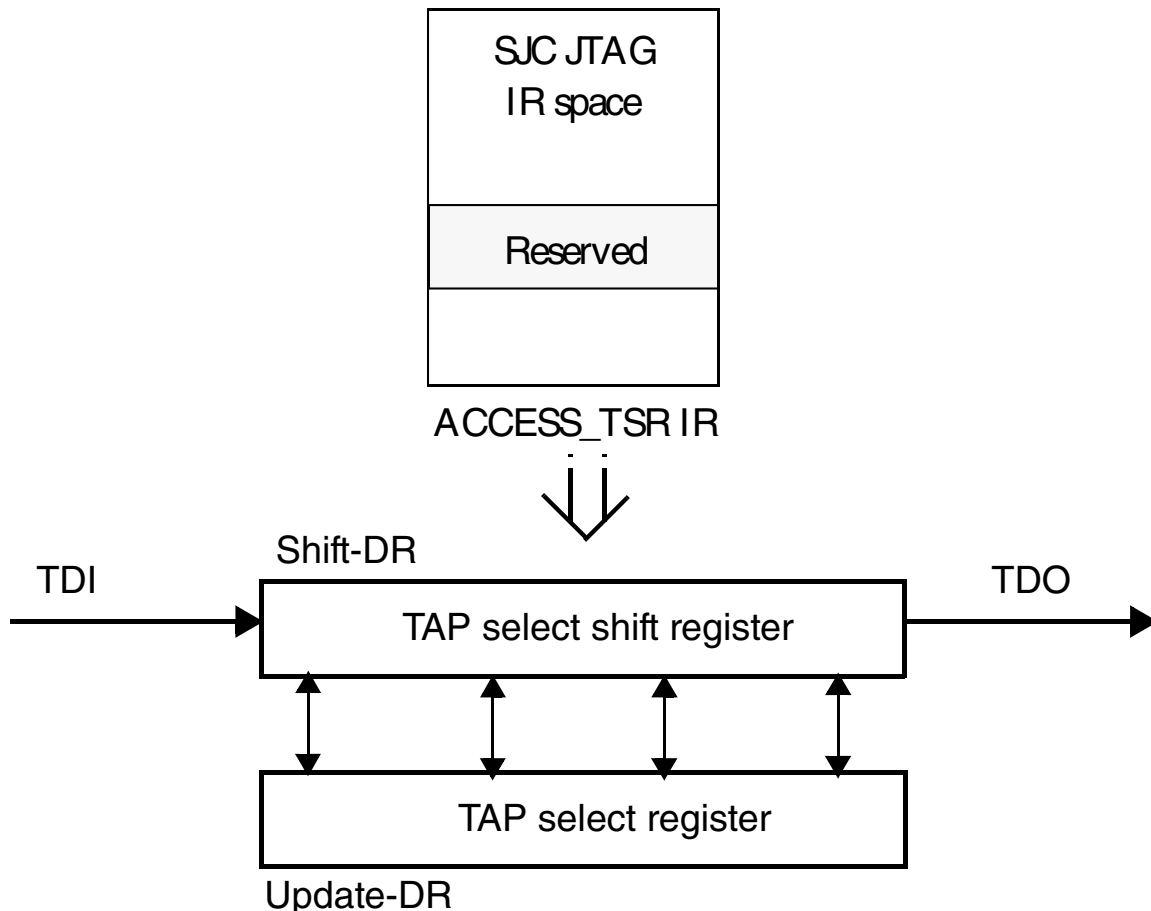 SJC JTAG
IR space
Reserved
ACCESS_TSR IR
Shift-DR
TDI
TDO
TAP select shift register
TAP select register
Update-DR